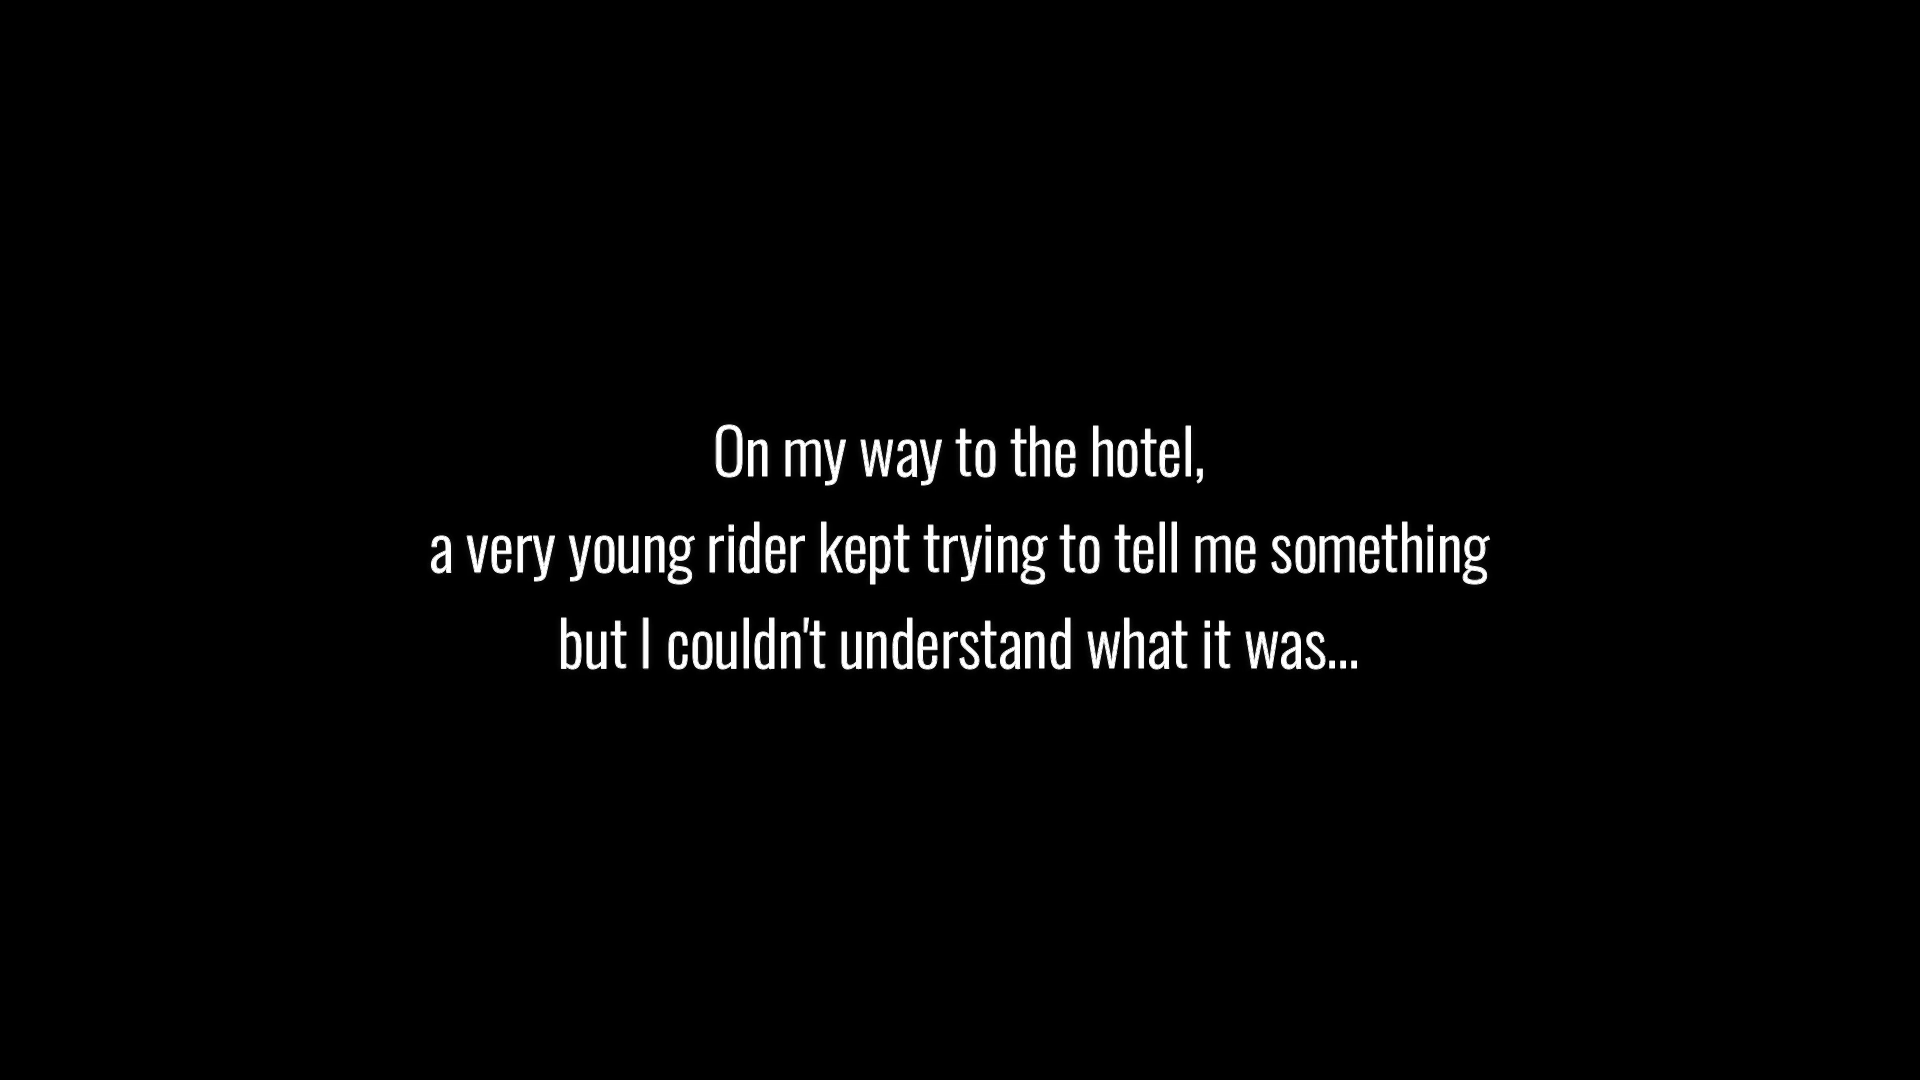 On my way to the hotel,
a very young rider kept trying to tell me something
but I couldn't understand what it was...